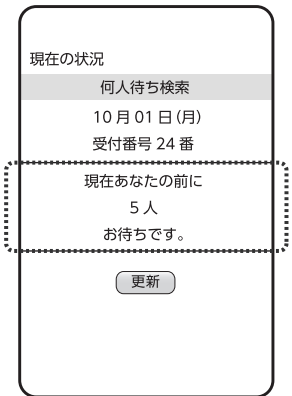 現在の状況
何人待ち検索
10月01日(月)
受付番号24番
現在あなたの前に
5人
お待ちです。
更新